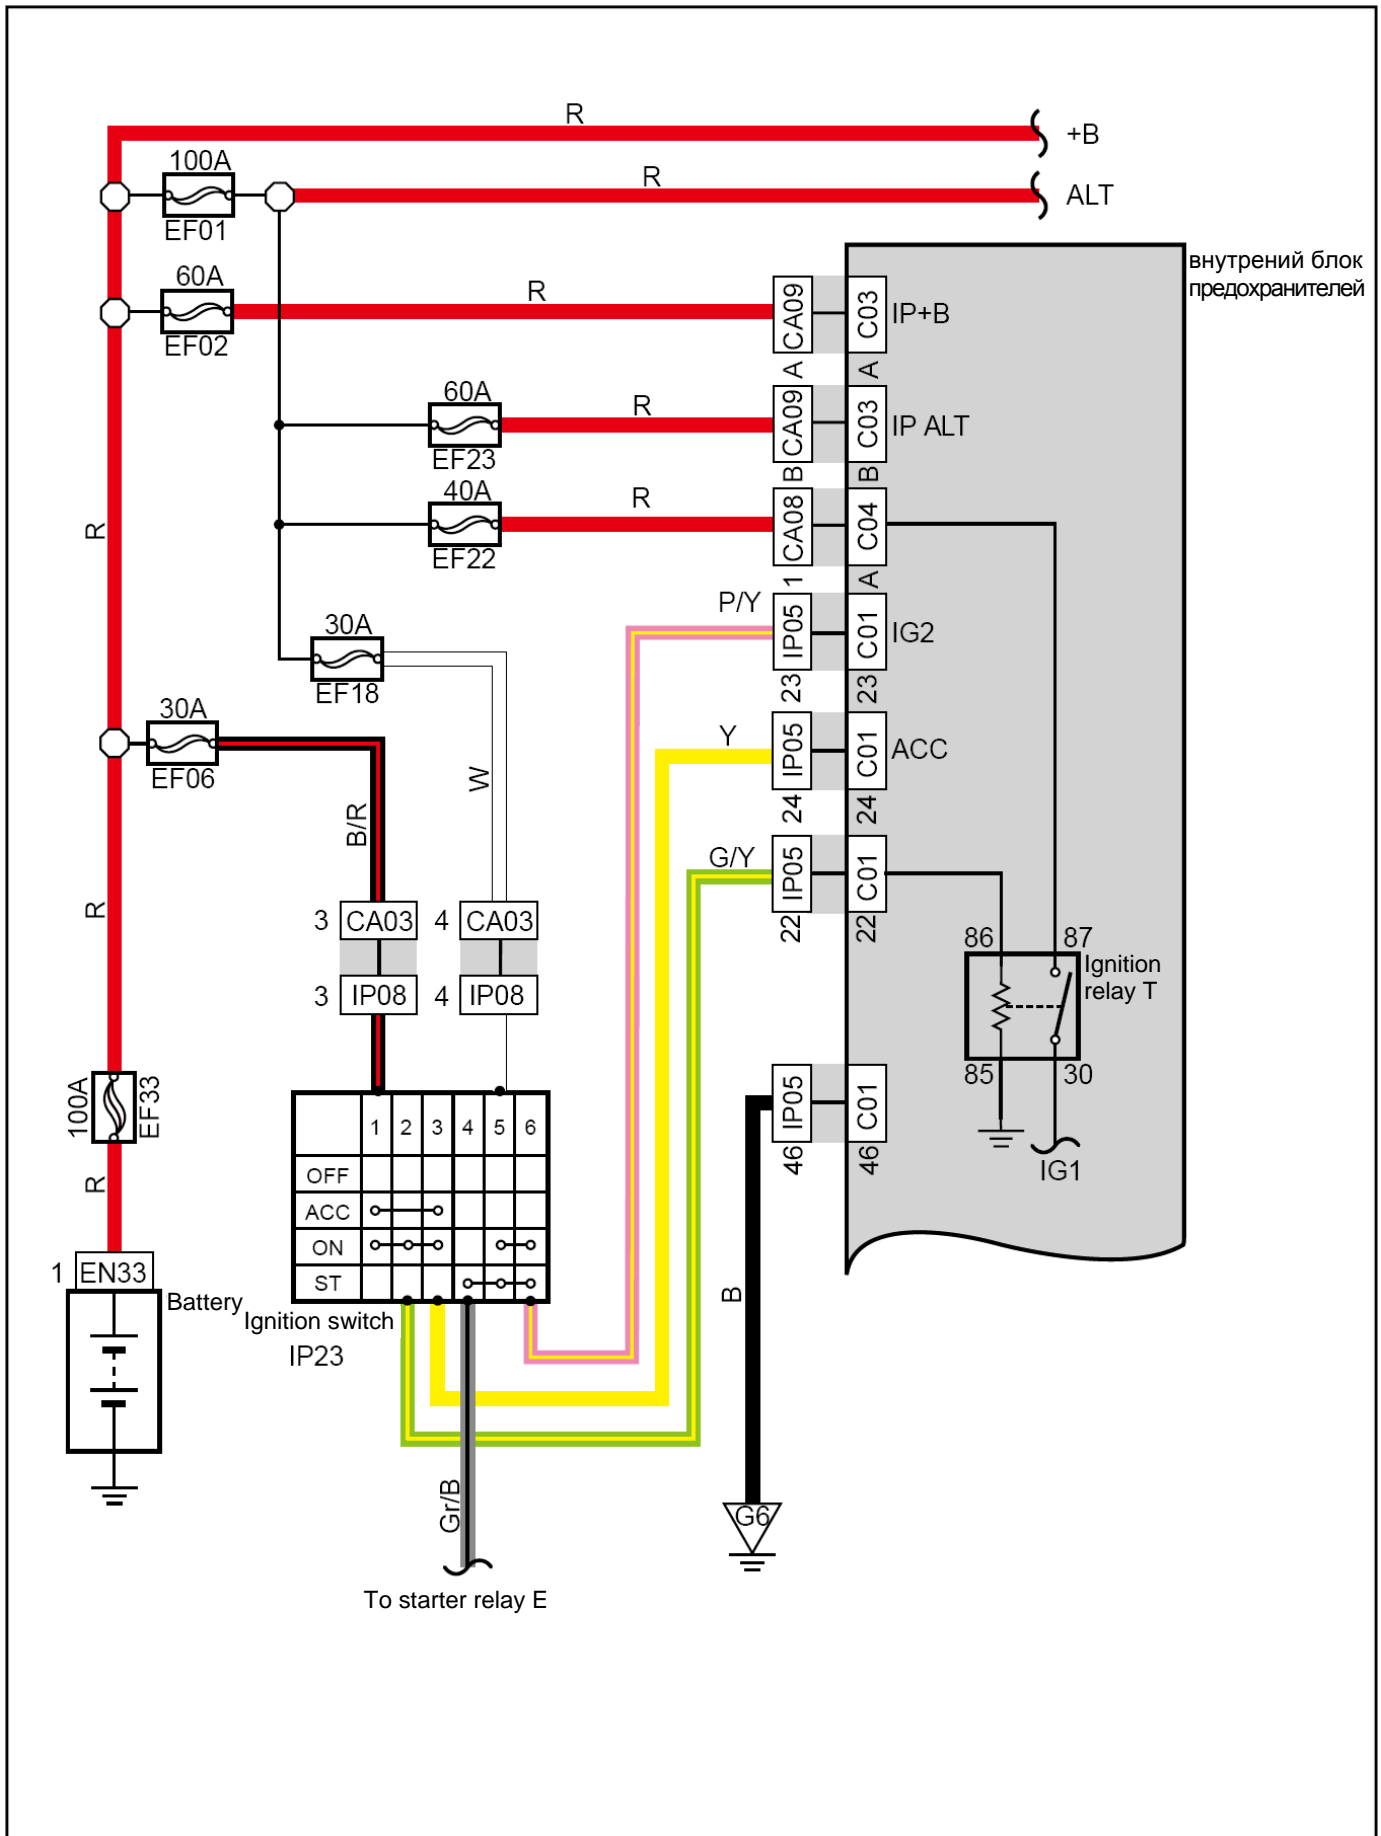 R
+B
100A
R
ALT
EF01
внутрений блок
предохранителей
60A
R
CA09
C03
IP+B
EF02
A
A
60A
R
CA09
C03
IP ALT
EF23
B
B
40A
R
CA08
C04
EF22
R
1
A
P/Y
IP05
C01
IG2
30A
23
23
EF18
30A
Y
IP05
C01
ACC
EF06
W
24
24
B/R
G/Y
IP05
C01
R
3
CA03
4
CA03
22
22
86
87
Ignition
relay T
3
IP08
4
IP08
85
30
100A
EF33
IP05
C01
1
2
3
4
5
6
46
46
IG1
OFF
R
ACC
ON
ST
1
EN33
B
Battery
Ignition switch
IP23
Gr/B
G6
To starter relay E